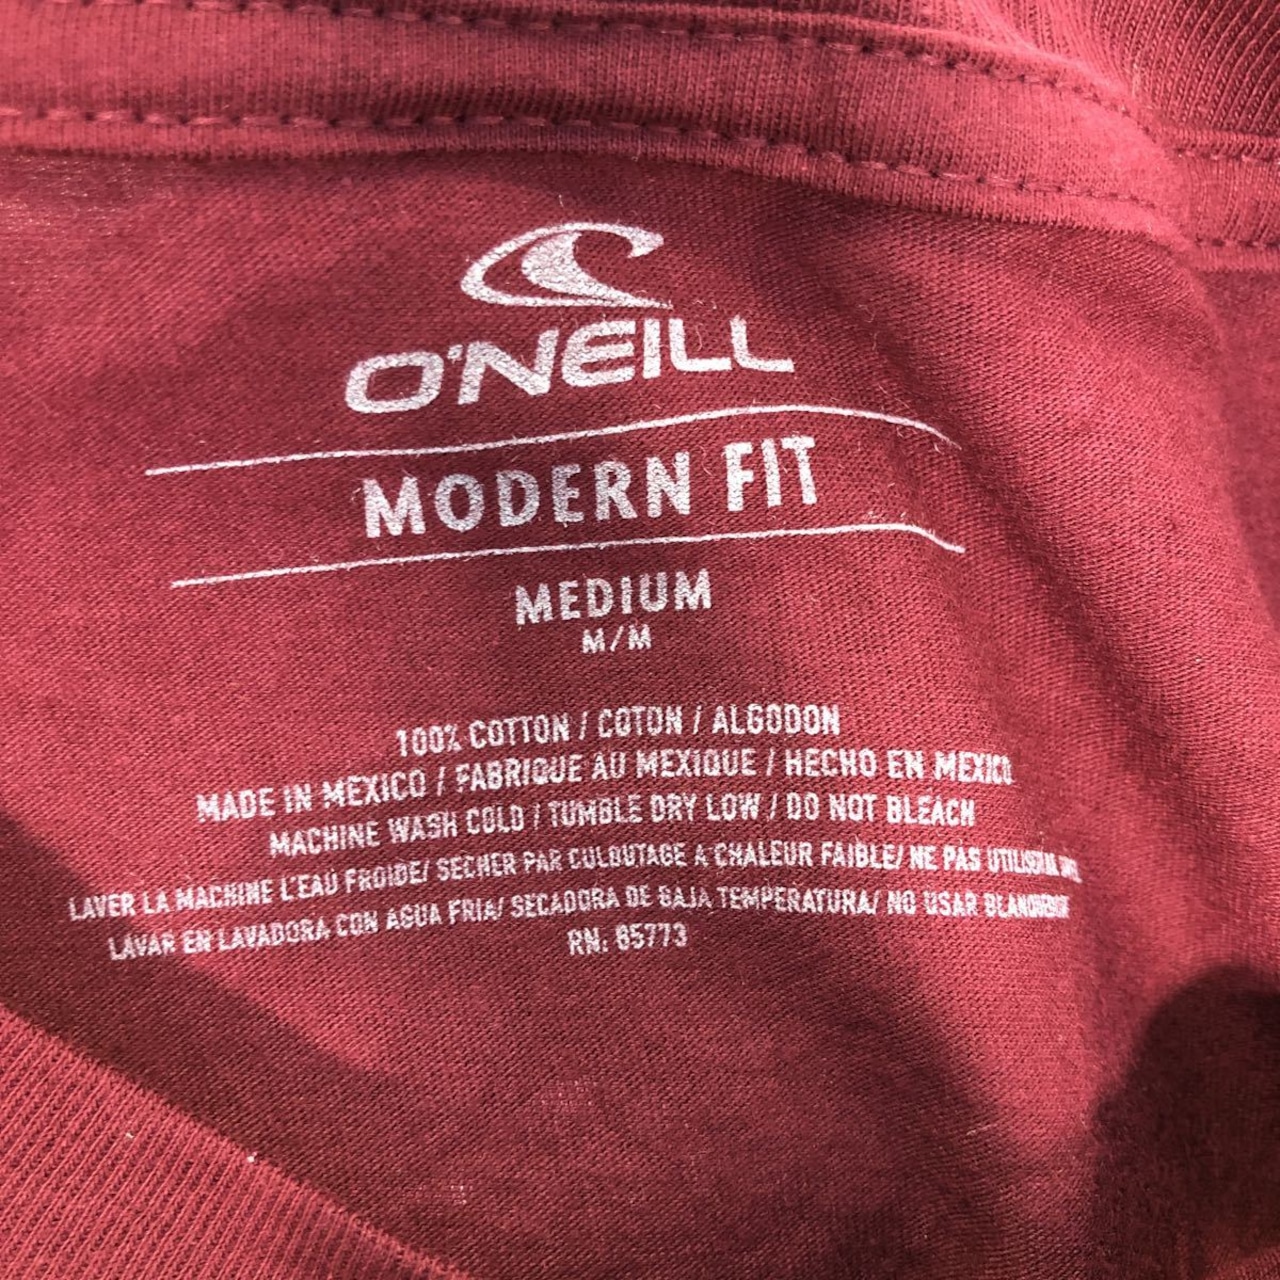 O'NEILL
MODERN FIT
MEDIUM
M/M
100% COTTON / COTON / ALGODON
MADE IN MEXICO / FABRIQUE AU MEXIQUE / HECHO EN MEXICO
MACHINE WASH COLD / TUMBLE DRY LOW / DO NOT BLEACH
LAVER LA MACHINE L'EAU FROIDE/ SECHER PAR CULBUTAGE A CHALEUR FAIBLE/ NE PAS
LAVAR EN LAVADORA CON AGUA FRIA/ SECADORA DE BAJA TEMPERATURA/ NO USAR
RN: 85773